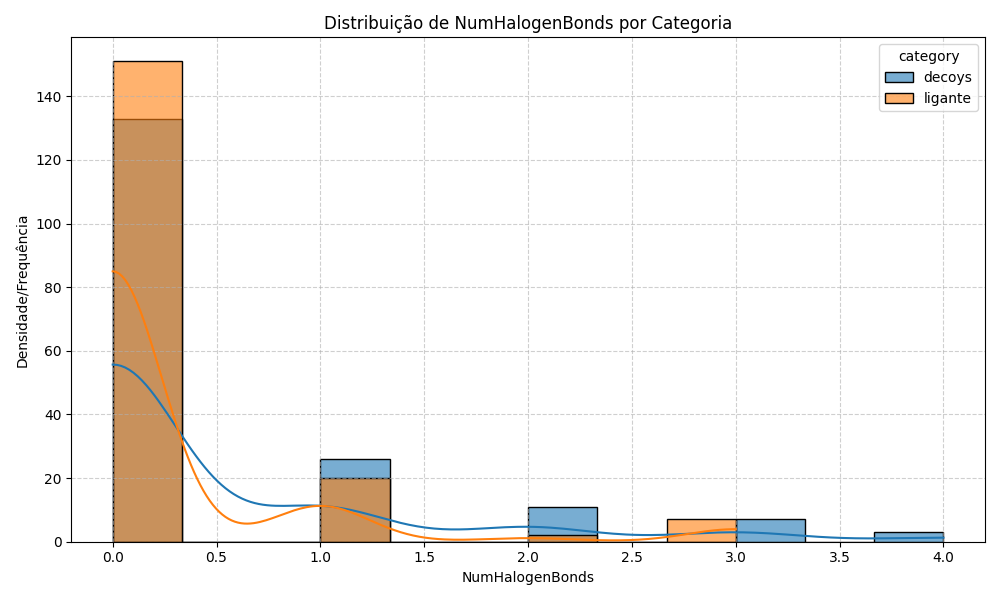 Distribuição de NumHalogenBonds por Categoria
category
decoys
ligante
Densidade/Frequência
140
120
100
80
60
40
20
0
0.0 0.5 1.0 1.5 2.0 2.5 3.0 3.5 4.0
NumHalogenBonds